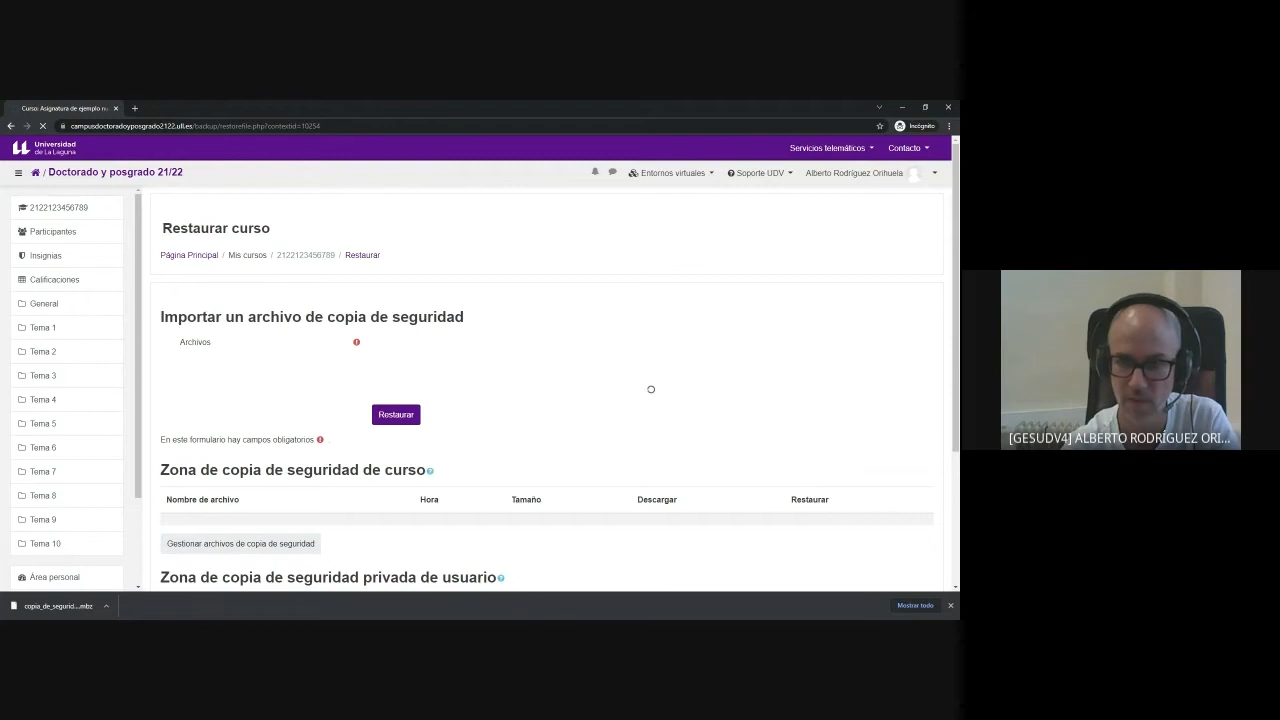 Curso: Asignatura de ejemplo nu
campusdoctoradoyposgrado2122.ull.es/backup/restorefile.php?contextid=10254
Incógnito
Universidad
de La Laguna
Servicios telemáticos
Contacto
/ Doctorado y posgrado 21/22
Entornos virtuales
Soporte UDV
Alberto Rodríguez Orihuela
2122123456789
Participantes
Insignias
Calificaciones
General
Tema 1
Tema 2
Tema 3
Tema 4
Tema 5
Tema 6
Tema 7
Tema 8
Tema 9
Tema 10
Área personal
Restaurar curso
Página Principal / Mis cursos / 2122123456789 / Restaurar
Importar un archivo de copia de seguridad
Archivos
Restaurar
En este formulario hay campos obligatorios
Zona de copia de seguridad de curso
Nombre de archivo Hora Tamaño Descargar Restaurar
Gestionar archivos de copia de seguridad
Zona de copia de seguridad privada de usuario
copia_de_segurid....mbz
Mostrar todo
[GESUDV4] ALBERTO RODRÍGUEZ ORI...